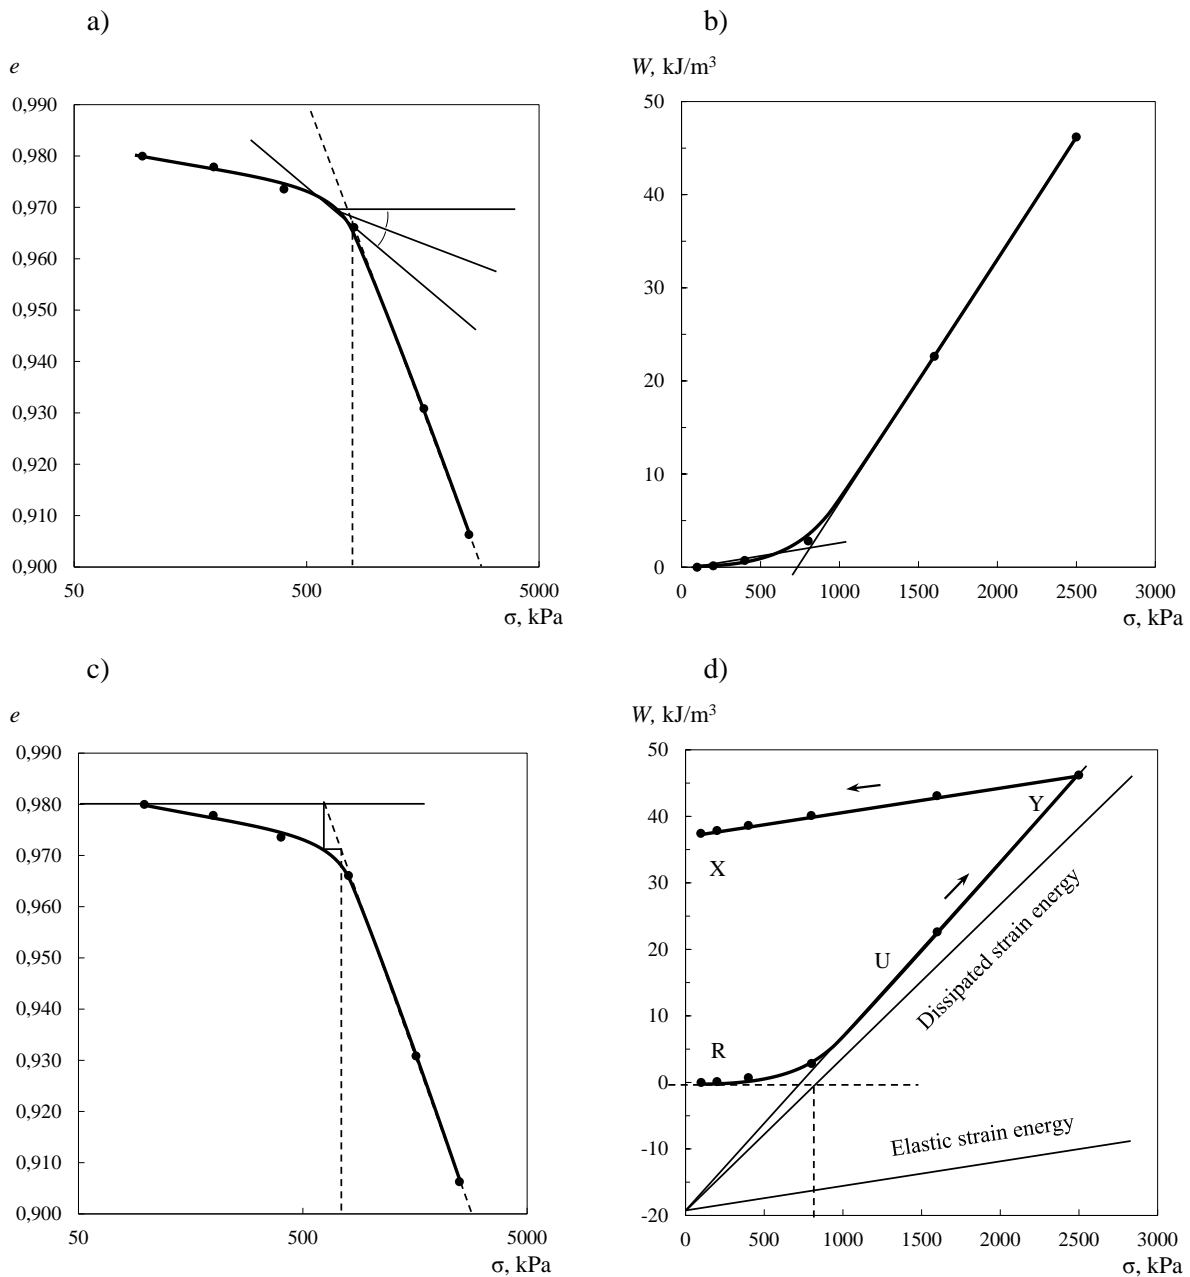 a)
e
0,990
0,980
0,970
0,960
0,950
0,940
0,930
0,920
0,910
0,900
50 500 5000
σ, kPa
b)
W, kJ/m³
50
40
30
20
10
0
0 500 1000 1500 2000 2500 3000
σ, kPa
c)
e
0,990
0,980
0,970
0,960
0,950
0,940
0,930
0,920
0,910
0,900
50 500 5000
σ, kPa
d)
W, kJ/m³
50
40
30
20
10
0
-10
-20
X
Y
U
R
Dissipated strain energy
Elastic strain energy
0 500 1000 1500 2000 2500 3000
σ, kPa